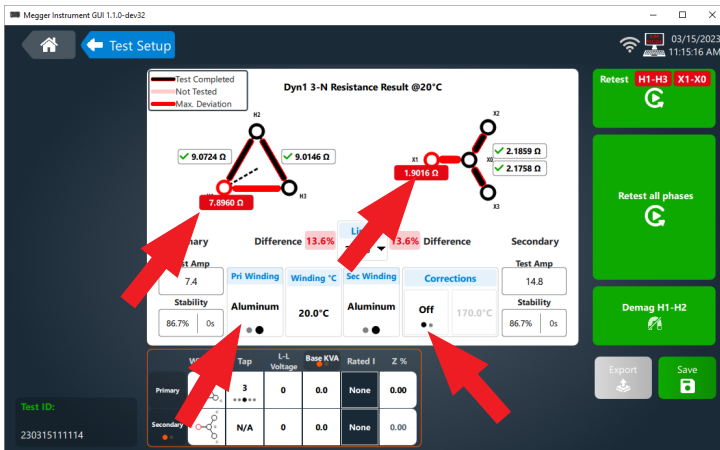 Megger Instrument GUI 1.1.0-dev32
Test Setup
03/15/2023
11:15:16 AM
Test Completed
Not Tested
Max. Deviation
Dyn1 3-N Resistance Result @20°C
Retest H1-H3 X1-X0
H2
X2
9.0724 Ω
9.0146 Ω
2.1859 Ω
2.1758 Ω
X1
X0
1.9016 Ω
H3
7.8960 Ω
X3
Retest all phases
Difference 13.6%
13.6% Difference
Secondary
Test Amp
Test Amp
7.4
Pri Winding
Winding °C
Sec Winding
Corrections
14.8
Stability
Aluminum
20.0°C
Aluminum
Off
170.0°C
Stability
86.7% 0s
86.7% 0s
Demag H1-H2
Tap
L-L Voltage
Base KVA
Rated I
Z %
Primary
3
0
0.0
None
0.00
Secondary
N/A
0
0.0
None
0.00
Export
Save
Test ID:
230315111114